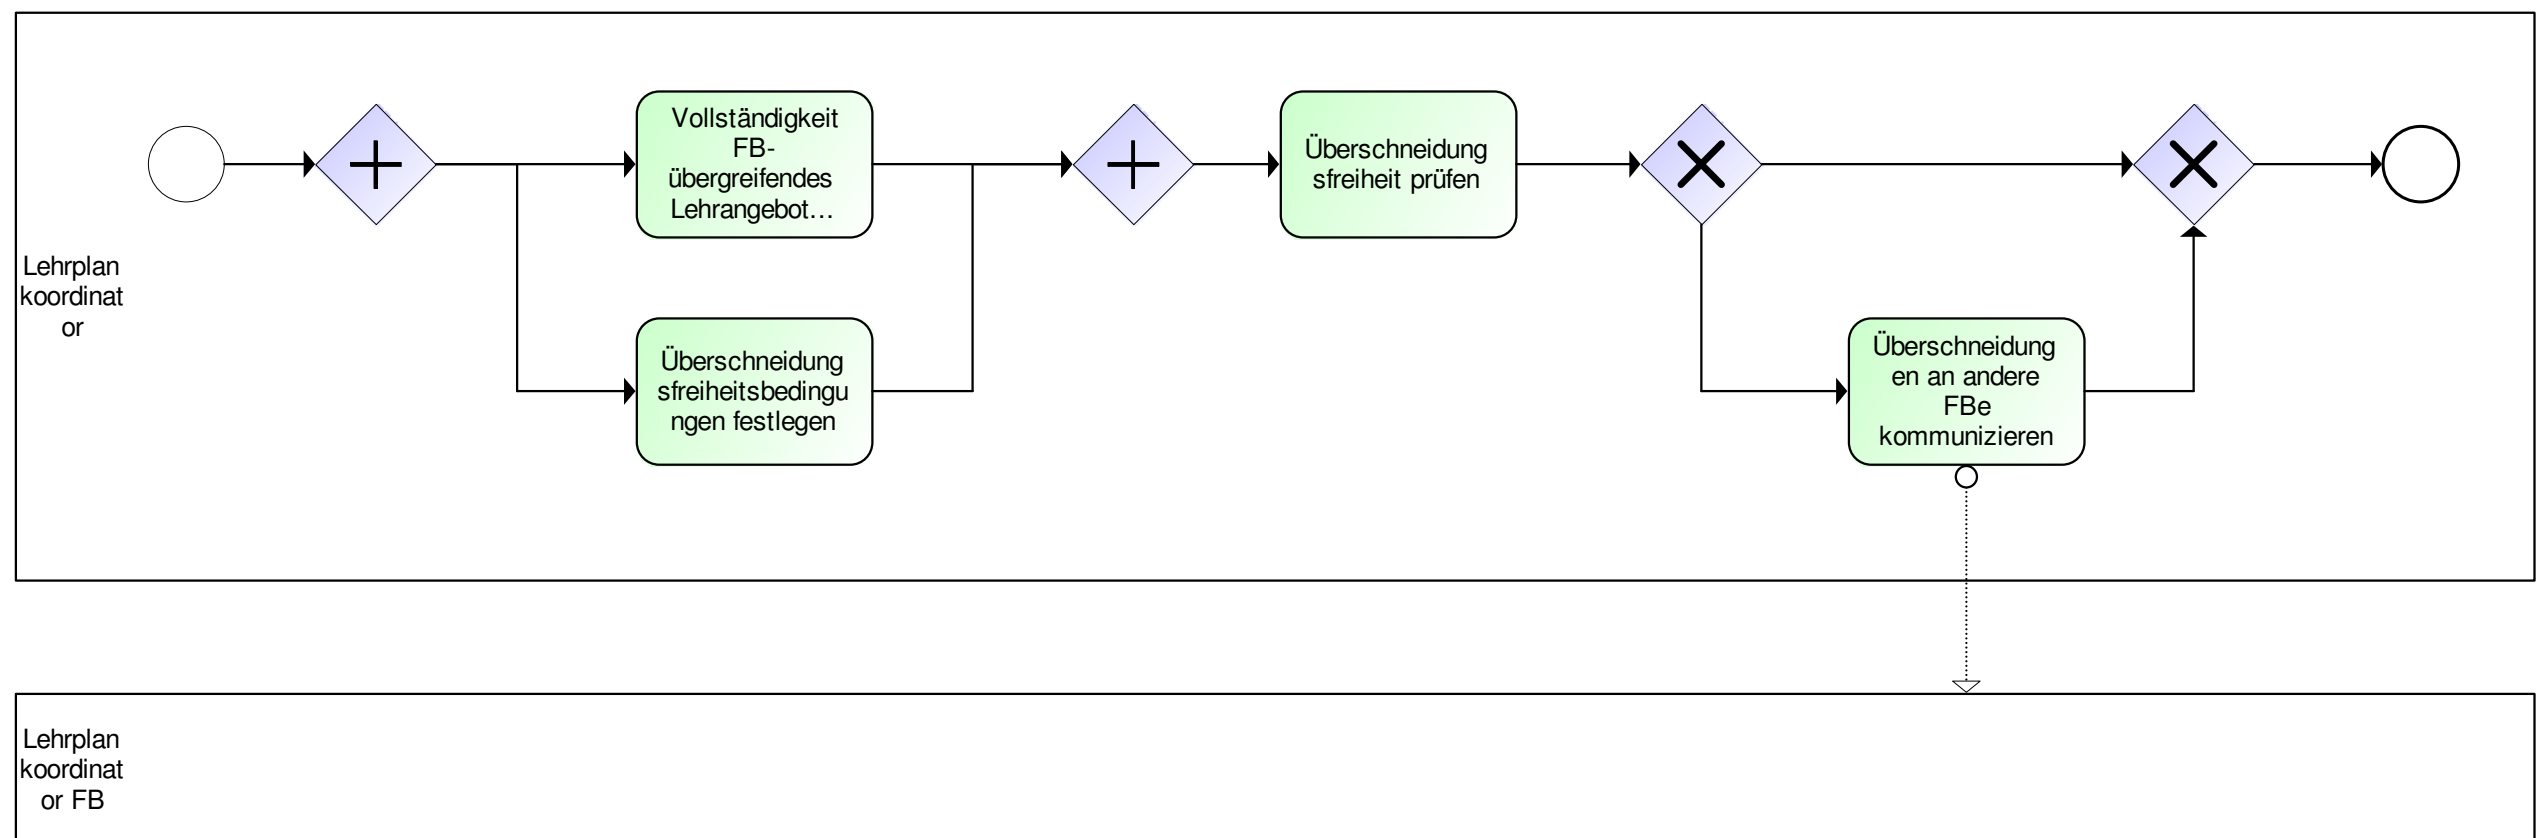 Vollständigkeit
FB-
übergreifendes
Lehrangebot…
Überschneidung
sfreiheit prüfen
Lehrplan
koordinat
or
Überschneidung
sfreiheitsbedingu
ngen festlegen
Überschneidung
en an andere
FBe
kommunizieren
Lehrplan
koordinat
or FB